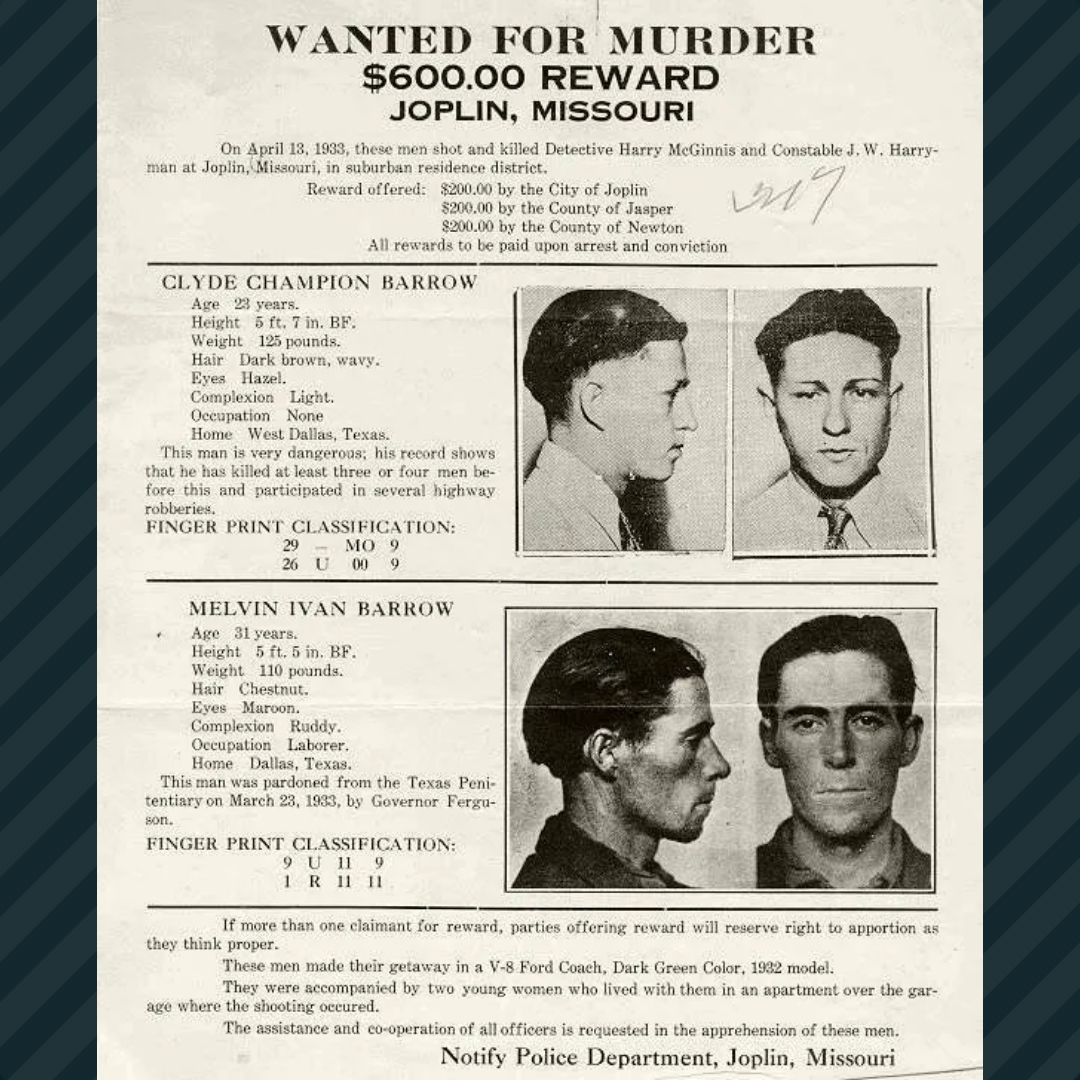 WANTED FOR MURDER
$600.00 REWARD
JOPLIN, MISSOURI
On April 13, 1933, these men shot and killed Detective Harry McGinnis and Constable J. W. Harry-
man at Joplin, Missouri, in suburban residence district.
Reward offered: $200.00 by the City of Joplin
$200.00 by the County of Jasper
$200.00 by the County of Newton
All rewards to be paid upon arrest and conviction
CLYDE CHAMPION BARROW
Age 23 years.
Height 5 ft. 7 in. BF.
Weight 125 pounds.
Hair Dark brown, wavy.
Eyes Hazel.
Complexion Light.
Occupation None
Home West Dallas, Texas.
This man is very dangerous; his record shows
that he has killed at least three or four men be-
fore this and participated in several highway
robberies.
FINGER PRINT CLASSIFICATION:
29 — MO 9
26 U 00 9
MELVIN IVAN BARROW
Age 31 years.
Height 5 ft. 5 in. BF.
Weight 110 pounds.
Hair Chestnut.
Eyes Maroon.
Complexion Ruddy.
Occupation Laborer.
Home Dallas, Texas.
This man was pardoned from the Texas Peni-
tentiary on March 23, 1933, by Governor Fergu-
son.
FINGER PRINT CLASSIFICATION:
9 U 11 9
1 R 11 11
If more than one claimant for reward, parties offering reward will reserve right to apportion as
they think proper.
These men made their getaway in a V-8 Ford Coach, Dark Green Color, 1932 model.
They were accompanied by two young women who lived with them in an apartment over the gar-
age where the shooting occured.
The assistance and co-operation of all officers is requested in the apprehension of these men.
Notify Police Department, Joplin, Missouri